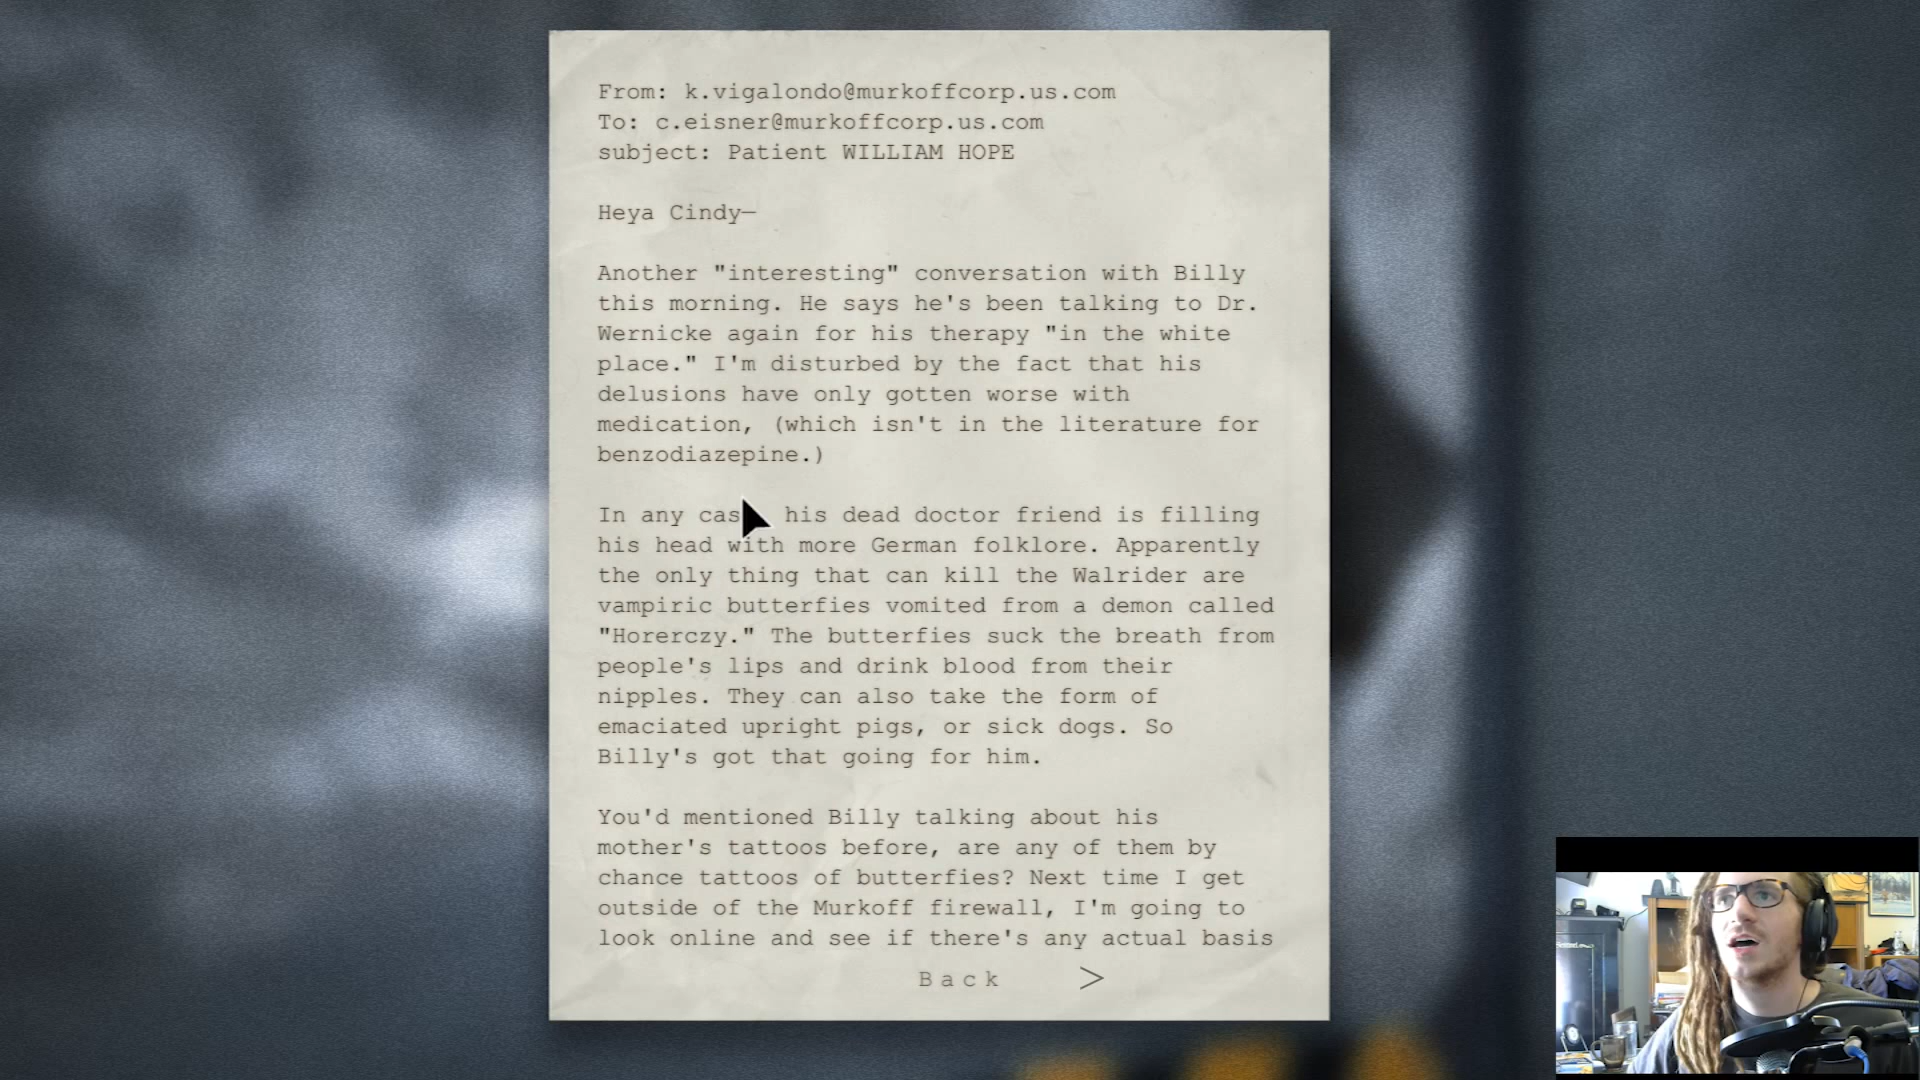 From: k.vigalondo@murkoffcorp.us.com
To: c.eisner@murkoffcorp.us.com
subject: Patient WILLIAM HOPE
Heya Cindy—
Another "interesting" conversation with Billy
this morning. He says he's been talking to Dr.
Wernicke again for his therapy "in the white
place." I'm disturbed by the fact that his
delusions have only gotten worse with
medication, (which isn't in the literature for
benzodiazepine.)
In any his dead doctor friend is filling
his head with more German folklore. Apparently
the only thing that can kill the Walrider are
vampiric butterfies vomited from a demon called
"Horerczy." The butterfies suck the breath from
people's lips and drink blood from their
nipples. They can also take the form of
emaciated upright pigs, or sick dogs. So
Billy's got that going for him.
You'd mentioned Billy talking about his
mother's tattoos before, are any of them by
chance tattoos of butterfies? Next time I get
outside of the Murkoff firewall, I'm going to
look online and see if there's any actual basis
Back >